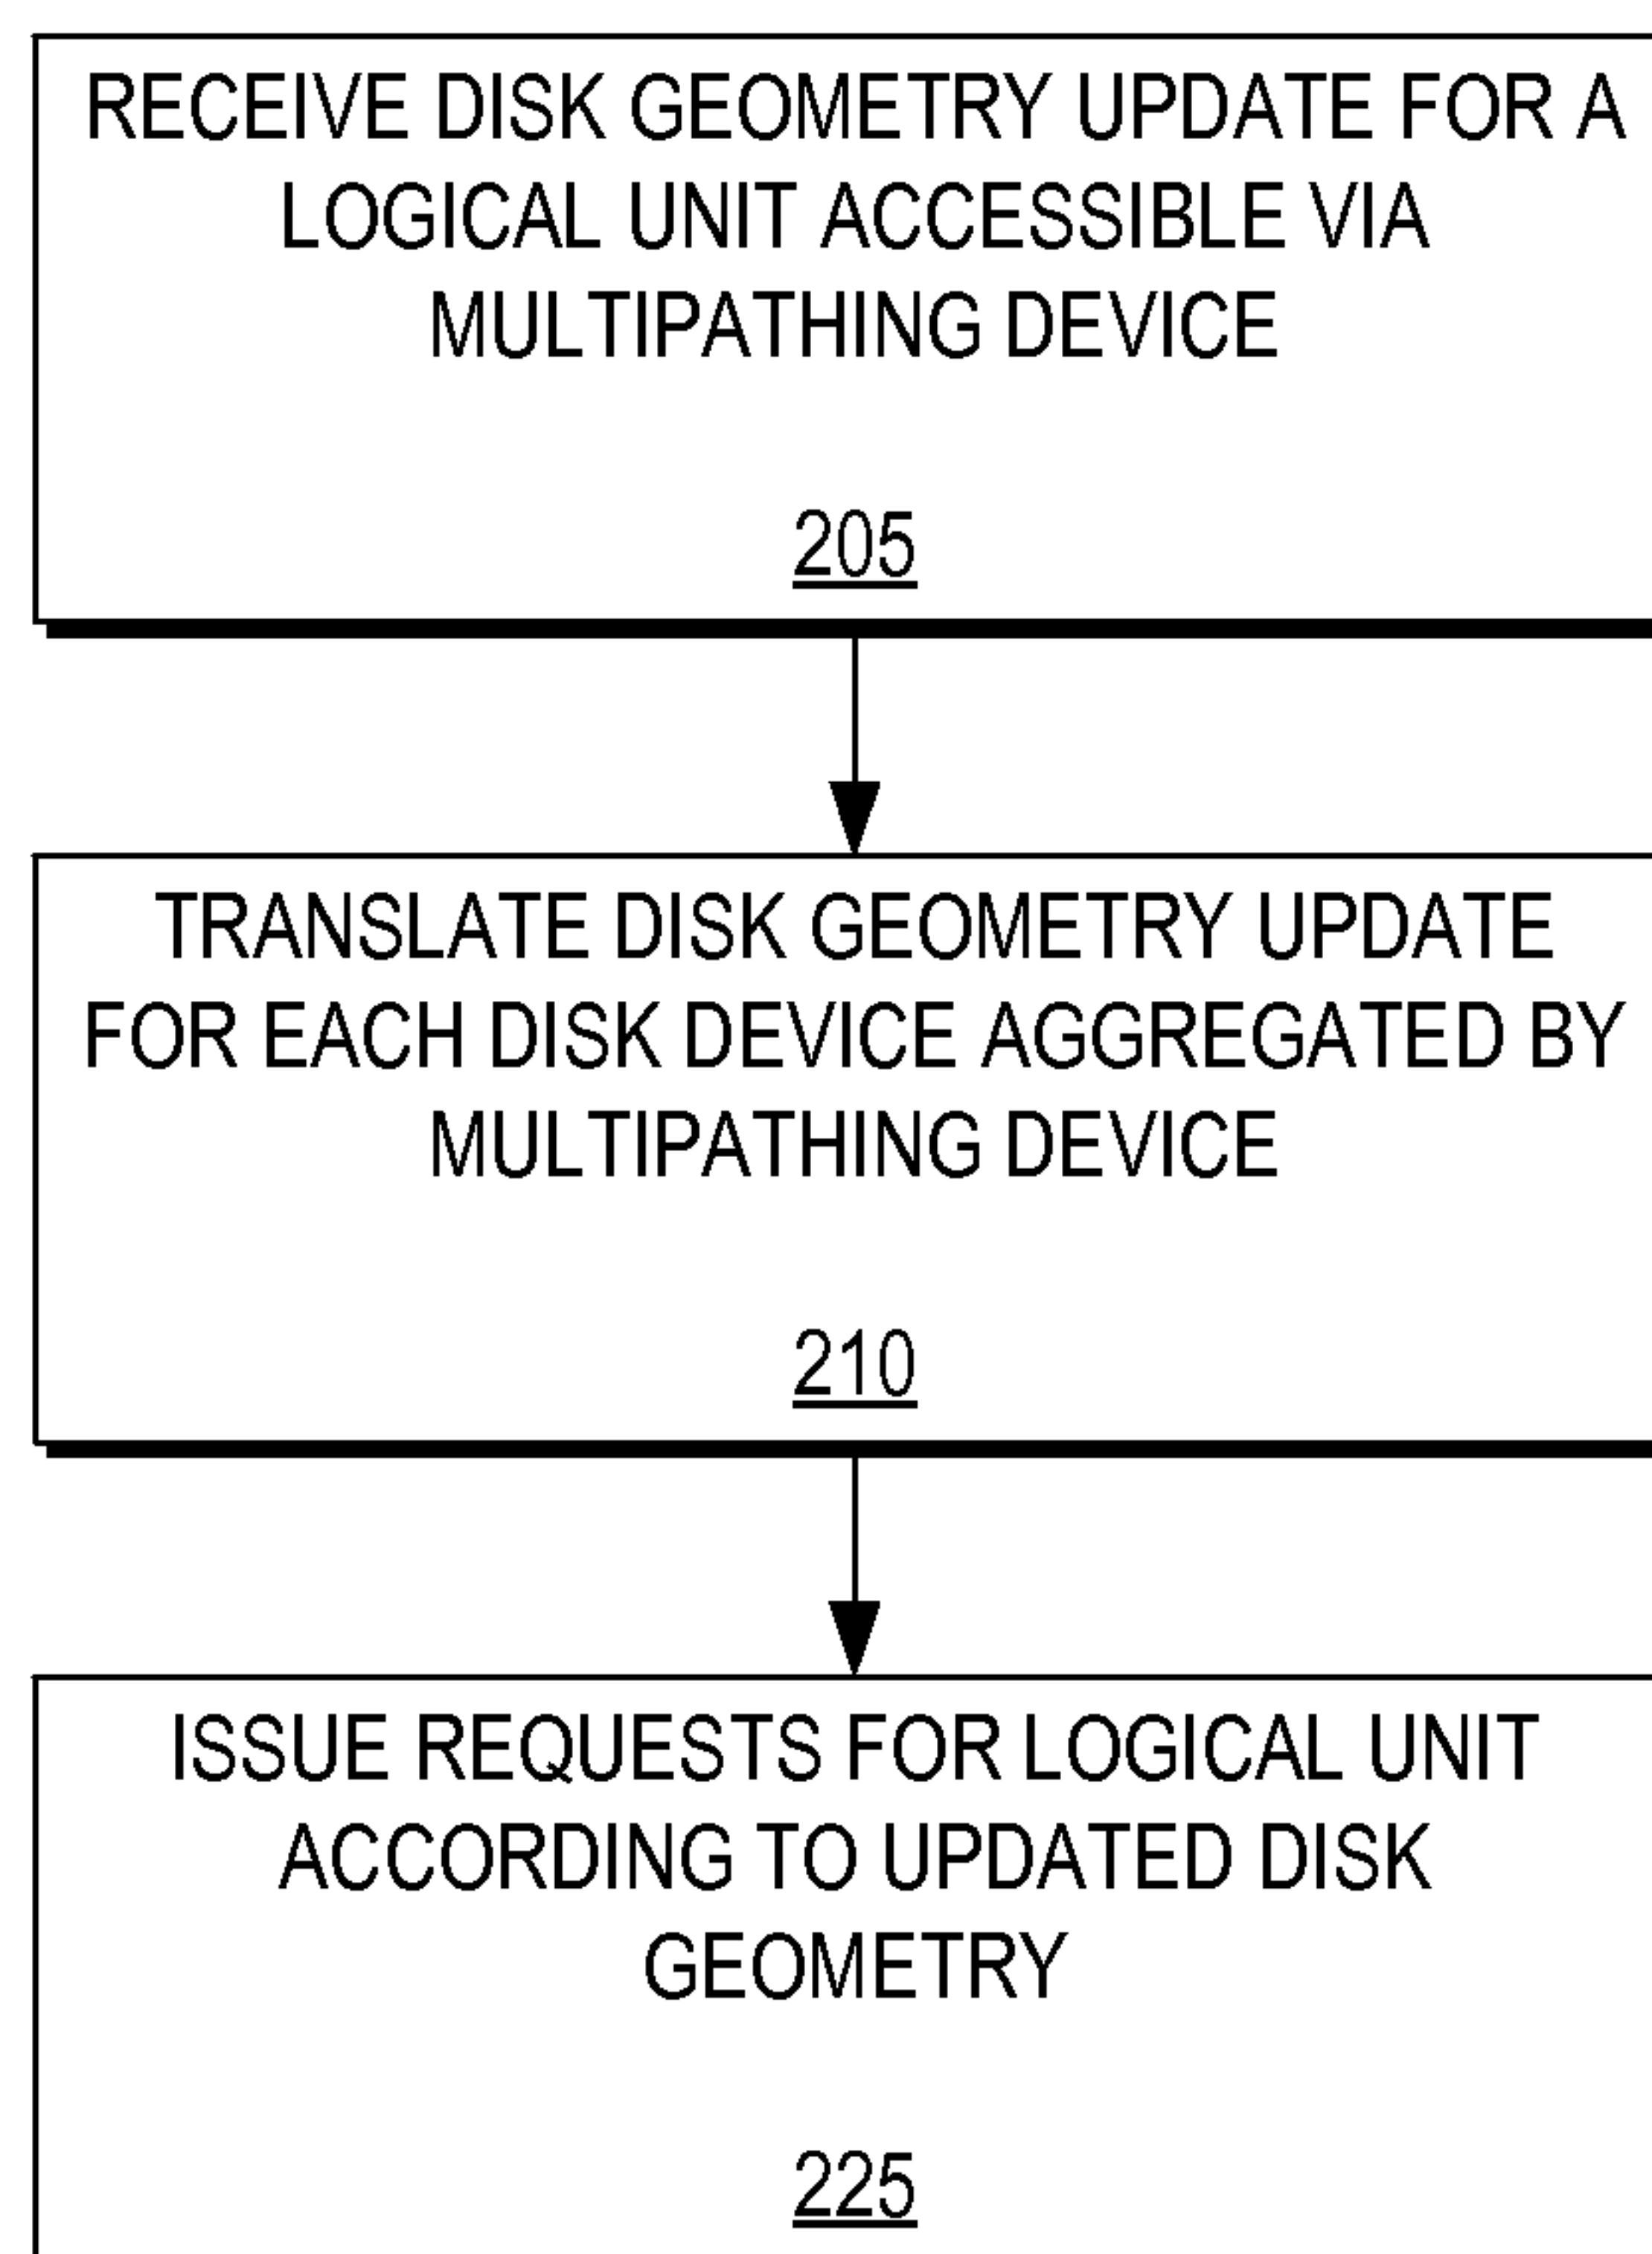 RECEIVE DISK GEOMETRY UPDATE FOR A
LOGICAL UNIT ACCESSIBLE VIA
MULTIPATHING DEVICE
205
TRANSLATE DISK GEOMETRY UPDATE
FOR EACH DISK DEVICE AGGREGATED BY
MULTIPATHING DEVICE
210
ISSUE REQUESTS FOR LOGICAL UNIT
ACCORDING TO UPDATED DISK
GEOMETRY
225